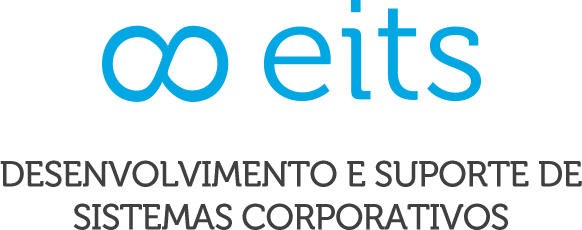 eits
DESENVOLVIMENTO E SUPORTE DE
SISTEMAS CORPORATIVOS